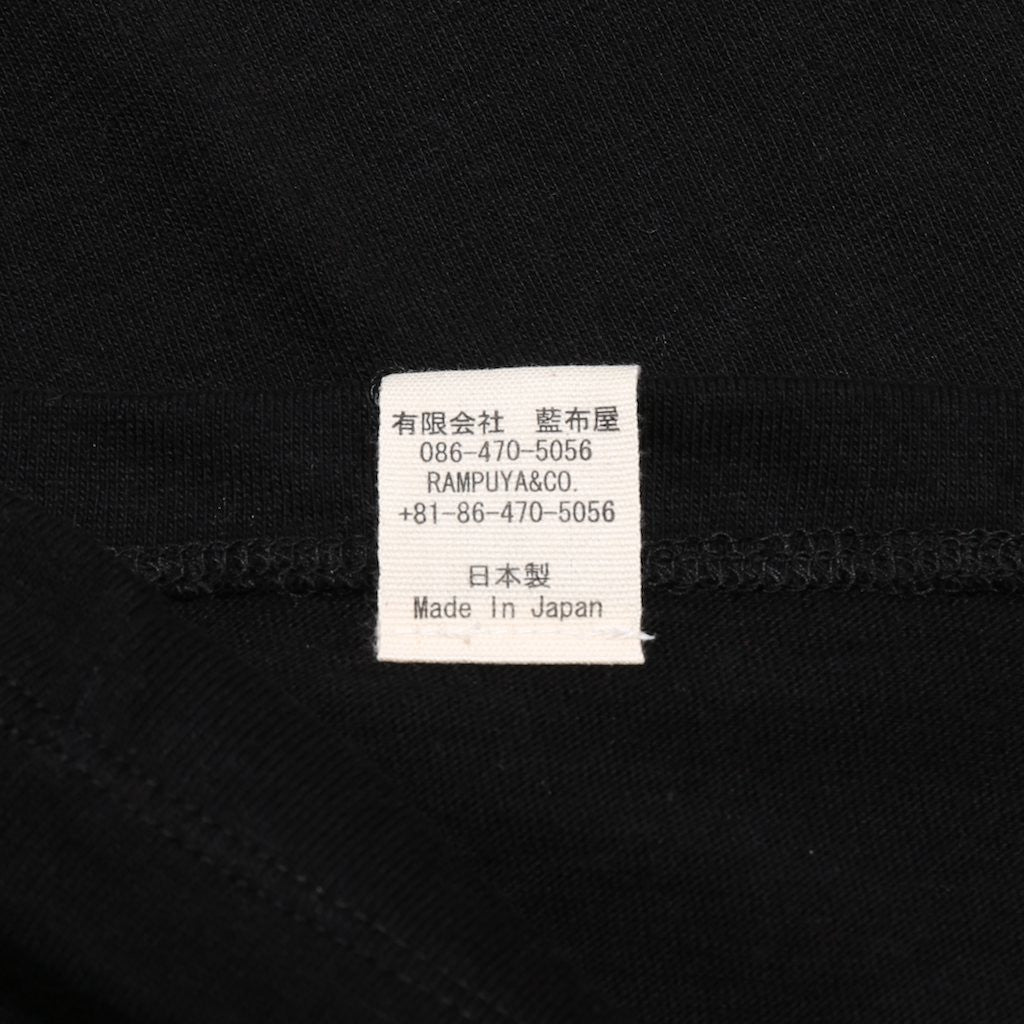 有限会社　藍布屋
086-470-5056
RAMPUYA&CO.
+81-86-470-5056
日本製
Made In Japan